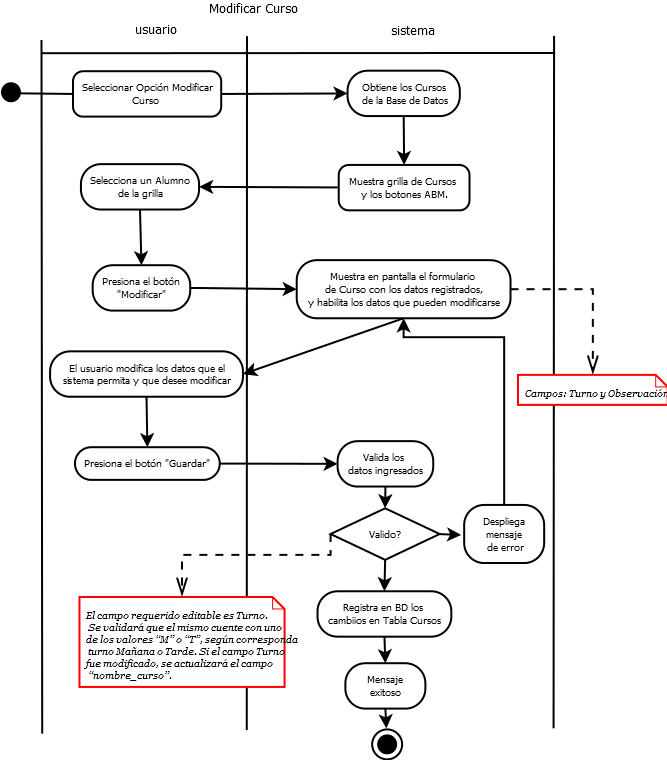 Modificar Curso
usuario
sistema
Seleccionar Opción Modificar
Curso
Obtiene los Cursos
de la Base de Datos
Selecciona un Alumno
de la grilla
Muestra grilla de Cursos
y los botones ABM.
Presiona el botón
"Modificar"
Muestra en pantalla el formulario
de Curso con los datos registrados,
y habilita los datos que pueden modificarse
El usuario modifica los datos que el
sistema permita y que desee modificar
Campos: Turno y Observación
Presiona el botón "Guardar"
Valida los
datos ingresados
Valido?
Despliega
mensaje
de error
El campo requerido editable es Turno.
Se validará que el mismo cuente con uno
de los valores “M” o “T”, según corresponda
turno Mañana o Tarde. Si el campo Turno
fue modificado, se actualizará el campo
“nombre_curso”.
Registra en BD los
cambiios en Tabla Cursos
Mensaje
exitoso